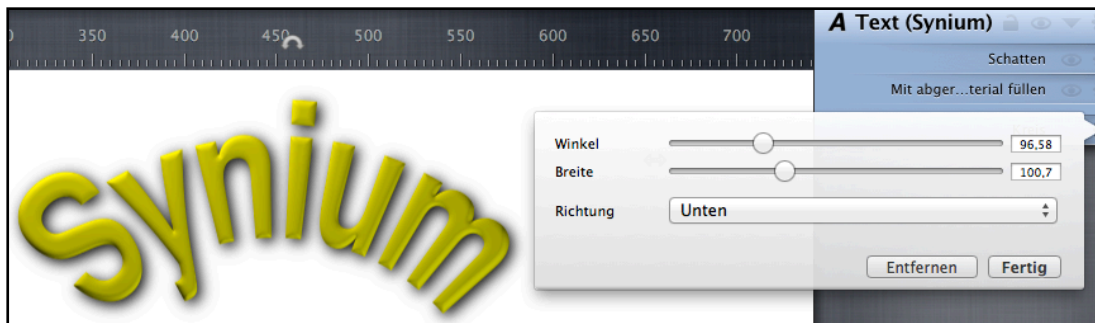 350 400 450 500 550 600 650 700
A Text (Synium)
Schatten
Mit abger...terial füllen
Synium
Winkel 96,58
Breite 100,7
Richtung Unten
Entfernen Fertig